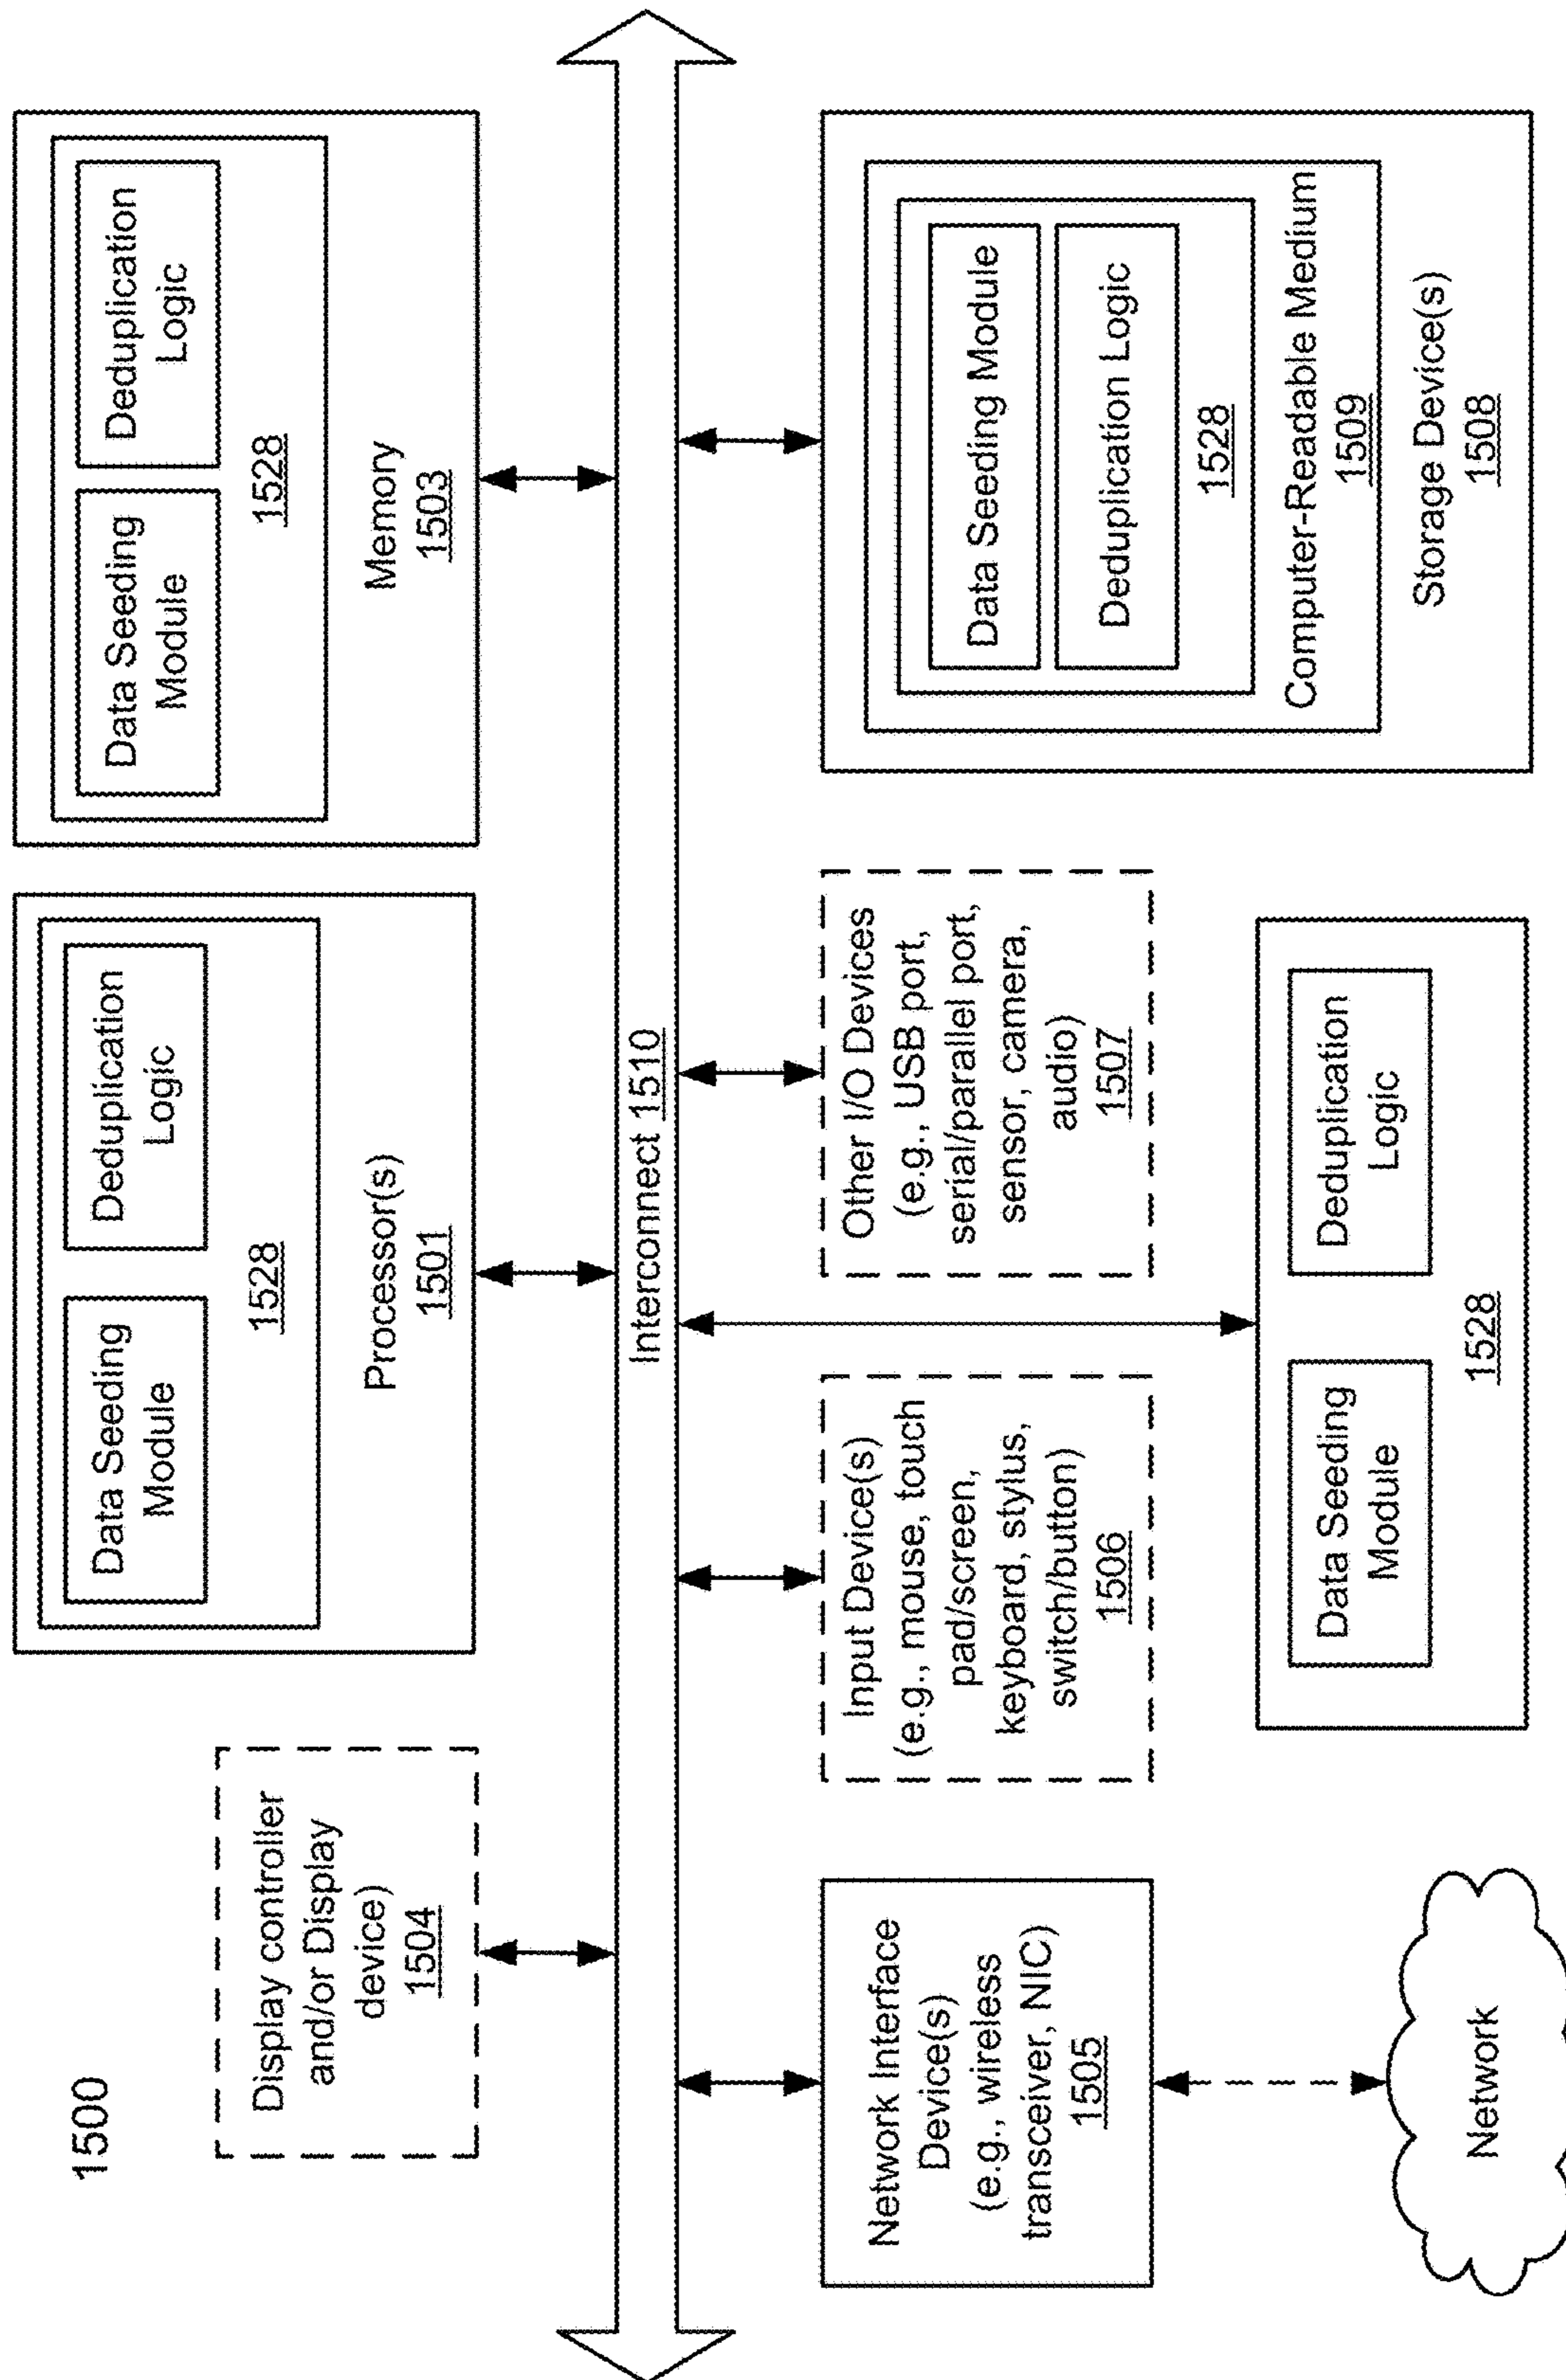 1500
Display controller
and/or Display
device)
1504
Data Seeding
Module
Deduplication
Logic
1528
Processor(s)
1501
Data Seeding
Module
Deduplication
Logic
1528
Memory
1503
Interconnect 1510
Network Interface
Device(s)
(e.g., wireless
transceiver, NIC)
1505
Input Device(s)
(e.g., mouse, touch
pad/screen,
keyboard, stylus,
switch/button)
1506
Other I/O Devices
(e.g., USB port,
serial/parallel port,
sensor, camera,
audio)
1507
Data Seeding Module
Deduplication Logic
1528
Computer-Readable Medium
1509
Storage Device(s)
1508
Network
Data Seeding
Module
Deduplication
Logic
1528